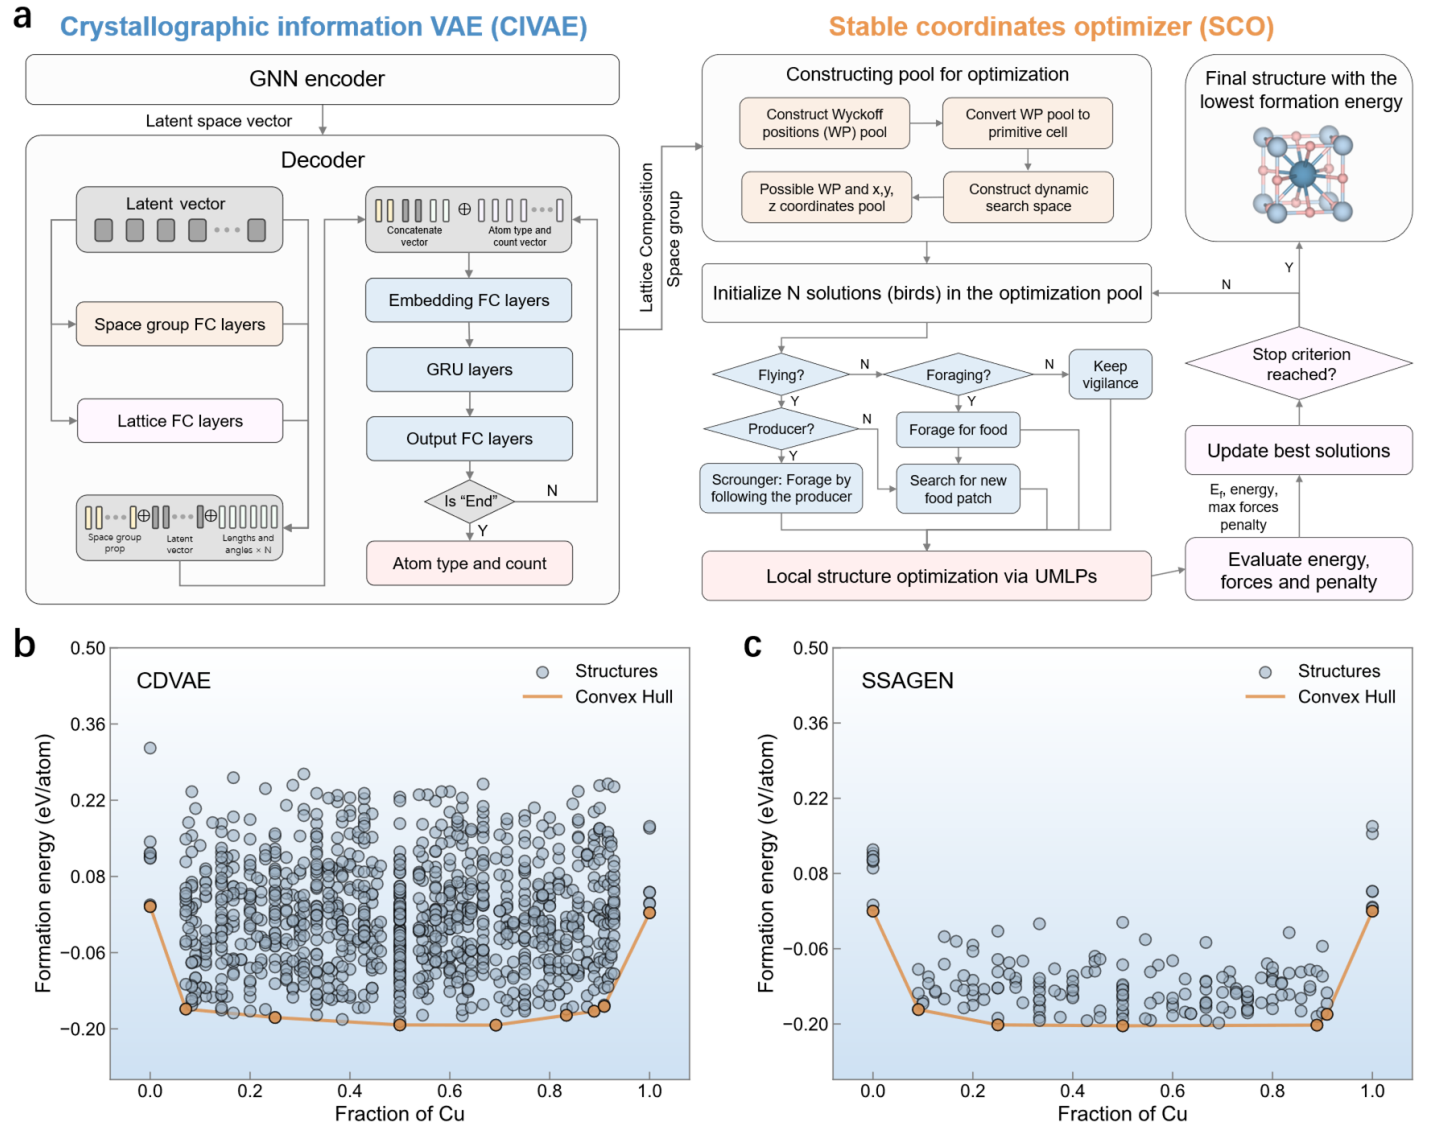 a
Crystallographic information VAE (CIVAE)
GNN encoder
Latent space vector
Decoder
Latent vector
Space group FC layers
Lattice FC layers
Space group
prop
Latent
vector
Lengths and
angles × N
Concatenate
vector
Atom type and
count vector
Embedding FC layers
GRU layers
Output FC layers
Is “End”
N
Y
Atom type and count
Lattice Composition
Space group
Stable coordinates optimizer (SCO)
Constructing pool for optimization
Construct Wyckoff
positions (WP) pool
Convert WP pool to
primitive cell
Possible WP and x,y,
z coordinates pool
Construct dynamic
search space
Initialize N solutions (birds) in the optimization pool
Flying?
N
Foraging?
N
Keep
vigilance
Y
Y
Producer?
N
Forage for food
Y
Scrounger: Forage by
following the producer
Search for new
food patch
Local structure optimization via UMLPs
Final structure with the
lowest formation energy
Y
N
Stop criterion
reached?
Update best solutions
Ef, energy,
max forces
penalty
Evaluate energy,
forces and penalty
b
CDVAE
Structures
Convex Hull
Formation energy (eV/atom)
0.50
0.36
0.22
0.08
−0.06
−0.20
0.0 0.2 0.4 0.6 0.8 1.0
Fraction of Cu
c
SSAGEN
Structures
Convex Hull
Formation energy (eV/atom)
0.50
0.36
0.22
0.08
−0.06
−0.20
0.0 0.2 0.4 0.6 0.8 1.0
Fraction of Cu